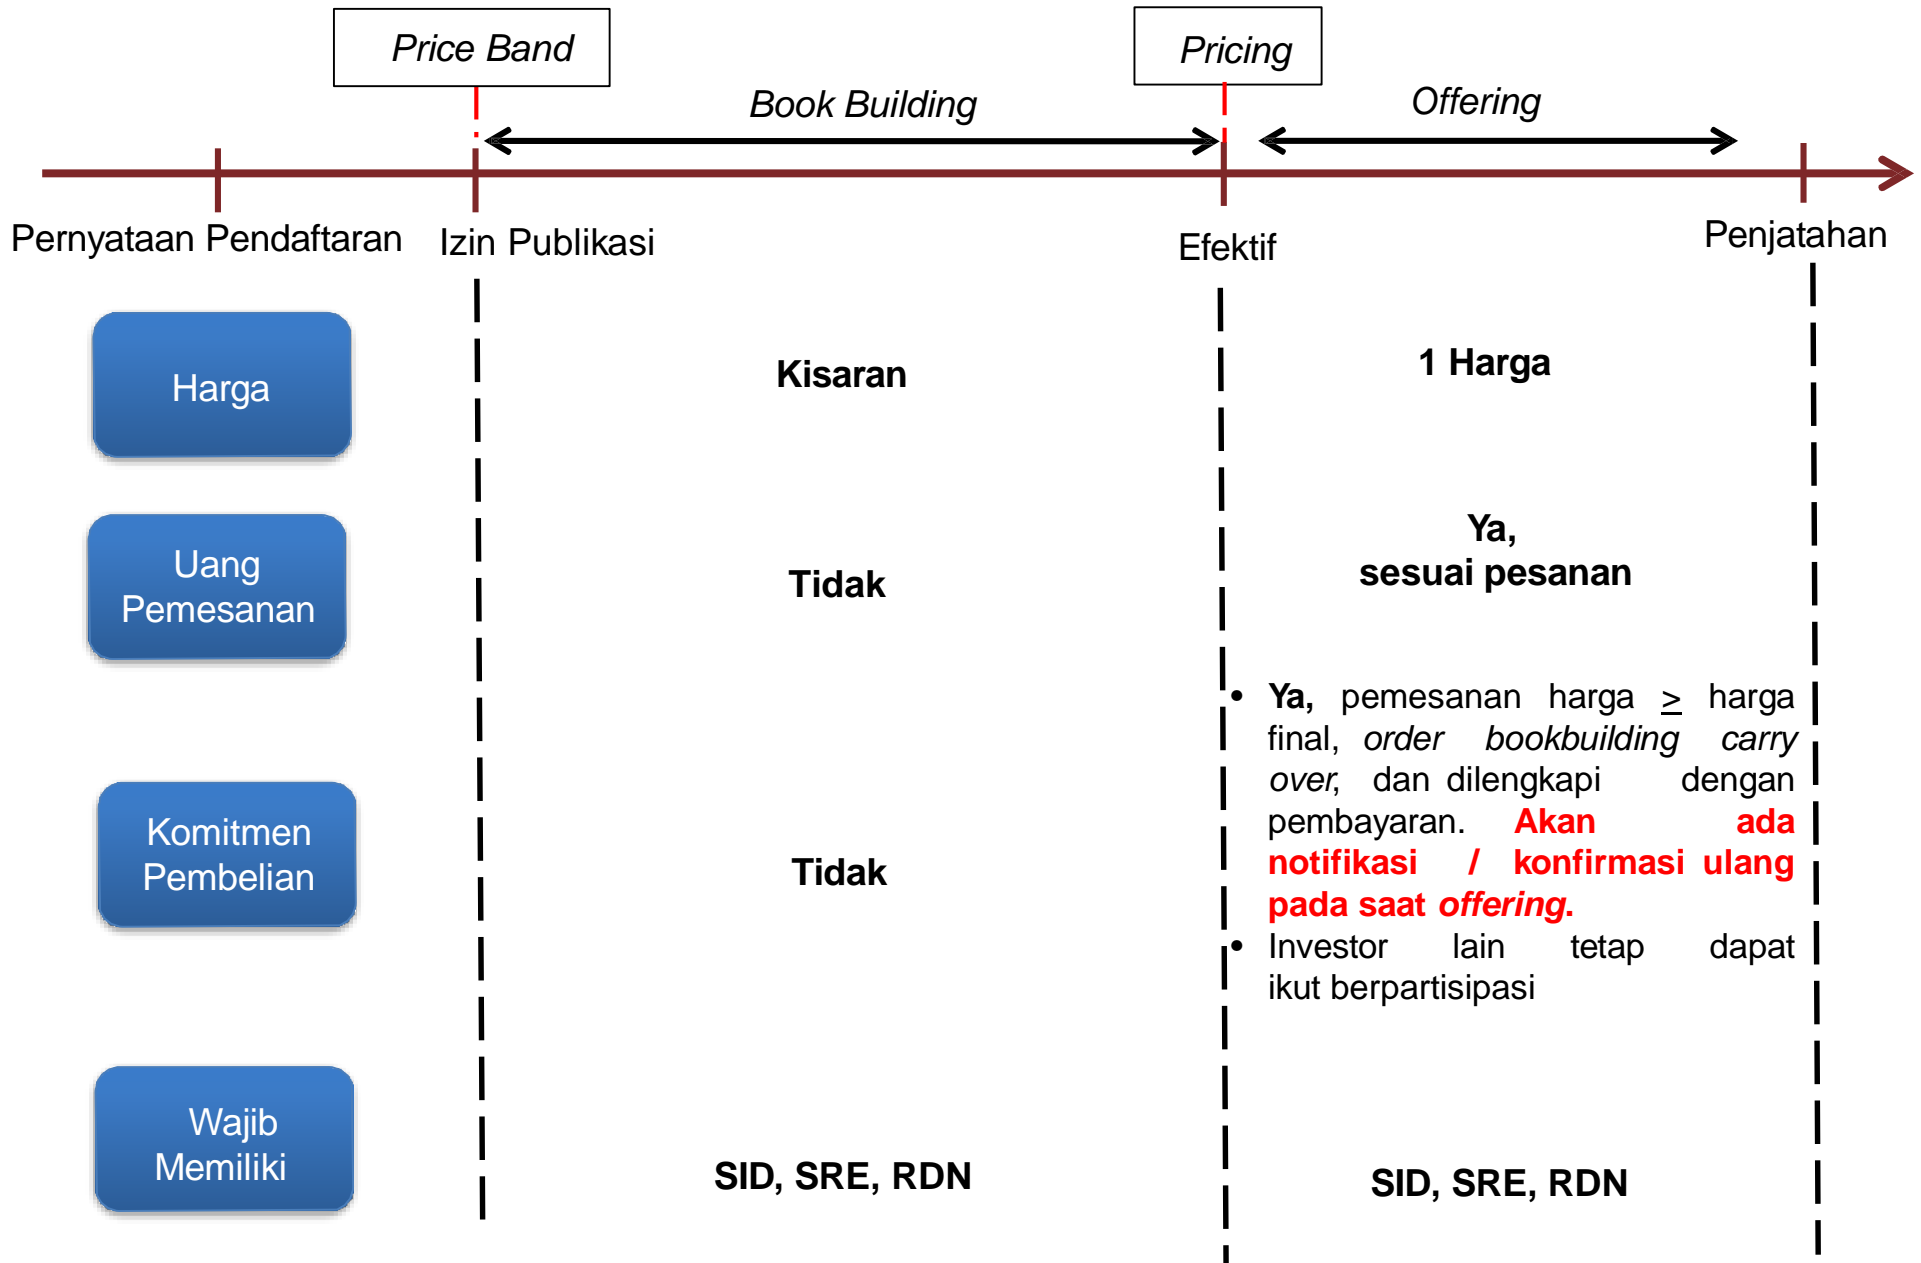 Price Band
Pricing
Book Building
Offering
Pernyataan Pendaftaran
Izin Publikasi
Efektif
Penjatahan
Harga
Kisaran
1 Harga
Uang
Pemesanan
Tidak
Ya,
sesuai pesanan
Komitmen
Pembelian
Tidak
• Ya, pemesanan harga ≥ harga
final, order bookbuilding carry
over, dan dilengkapi dengan
pembayaran. Akan ada
notifikasi / konfirmasi ulang
pada saat offering.
• Investor lain tetap dapat
ikut berpartisipasi
Wajib
Memiliki
SID, SRE, RDN
SID, SRE, RDN